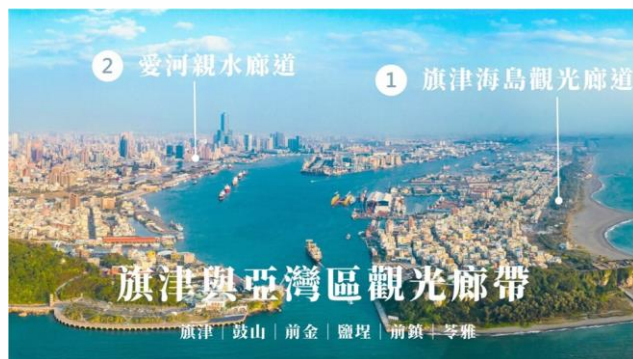 2 愛河親水廊道
1 旗津海島觀光廊道
旗津與亞灣區觀光廊帶
旗津｜鼓山｜前金｜鹽埕｜前鎮｜苓雅